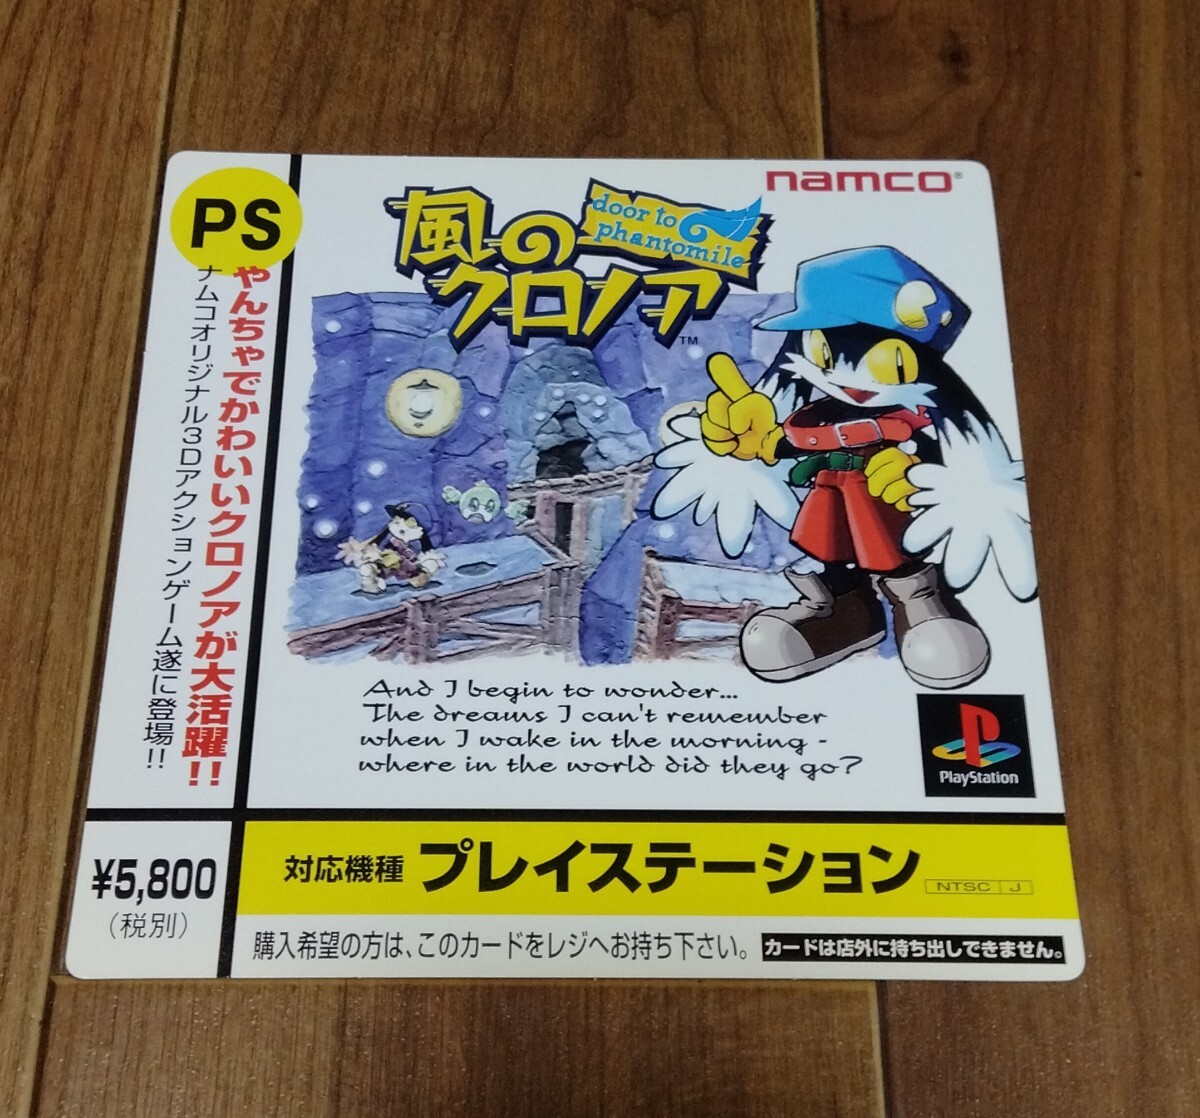 PS
やんちゃでかわいいクロノアが大活躍!!
ナムコオリジナル3Dアクションゲーム遂に登場!!
namco®
風の
クロノア
door to
phantomile
TM
And I begin to wonder...
The dreams I can't remember
when I wake in the morning -
where in the world did they go?
PlayStation
¥5,800
(税別)
対応機種 プレイステーション NTSC J
購入希望の方は、このカードをレジへお持ち下さい。 カードは店外に持ち出しできません。